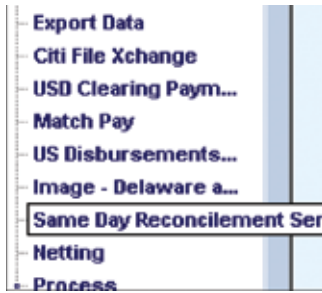 Export Data
Citi File Xchange
USD Clearing Paym...
Match Pay
US Disbursements...
Image - Delaware a...
Same Day Reconcilement Ser
Netting
Process